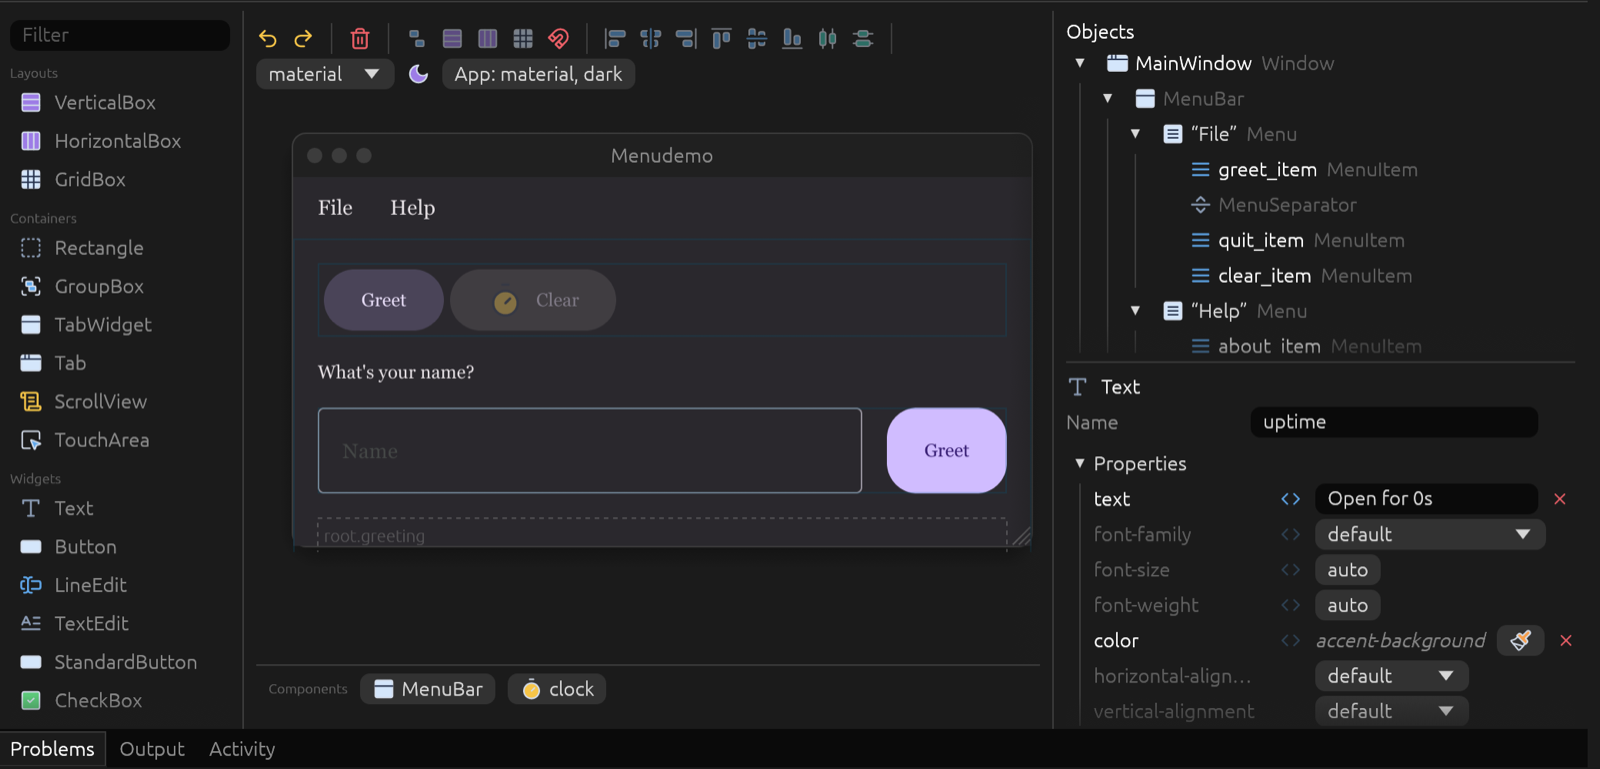 Filter
Layouts
VerticalBox
HorizontalBox
GridBox
Containers
Rectangle
GroupBox
TabWidget
Tab
ScrollView
TouchArea
Widgets
Text
Button
LineEdit
TextEdit
StandardButton
CheckBox
material
App: material, dark
Menudemo
File Help
Greet Clear
What's your name?
Name Greet
root.greeting
Components MenuBar clock
Objects
MainWindow Window
MenuBar
“File” Menu
greet_item MenuItem
MenuSeparator
quit_item MenuItem
clear_item MenuItem
“Help” Menu
about_item MenuItem
Text
Name uptime
Properties
text <> Open for 0s
font-family <> default
font-size <> auto
font-weight <> auto
color <> accent-background
horizontal-align... default
vertical-alignment default
Problems Output Activity